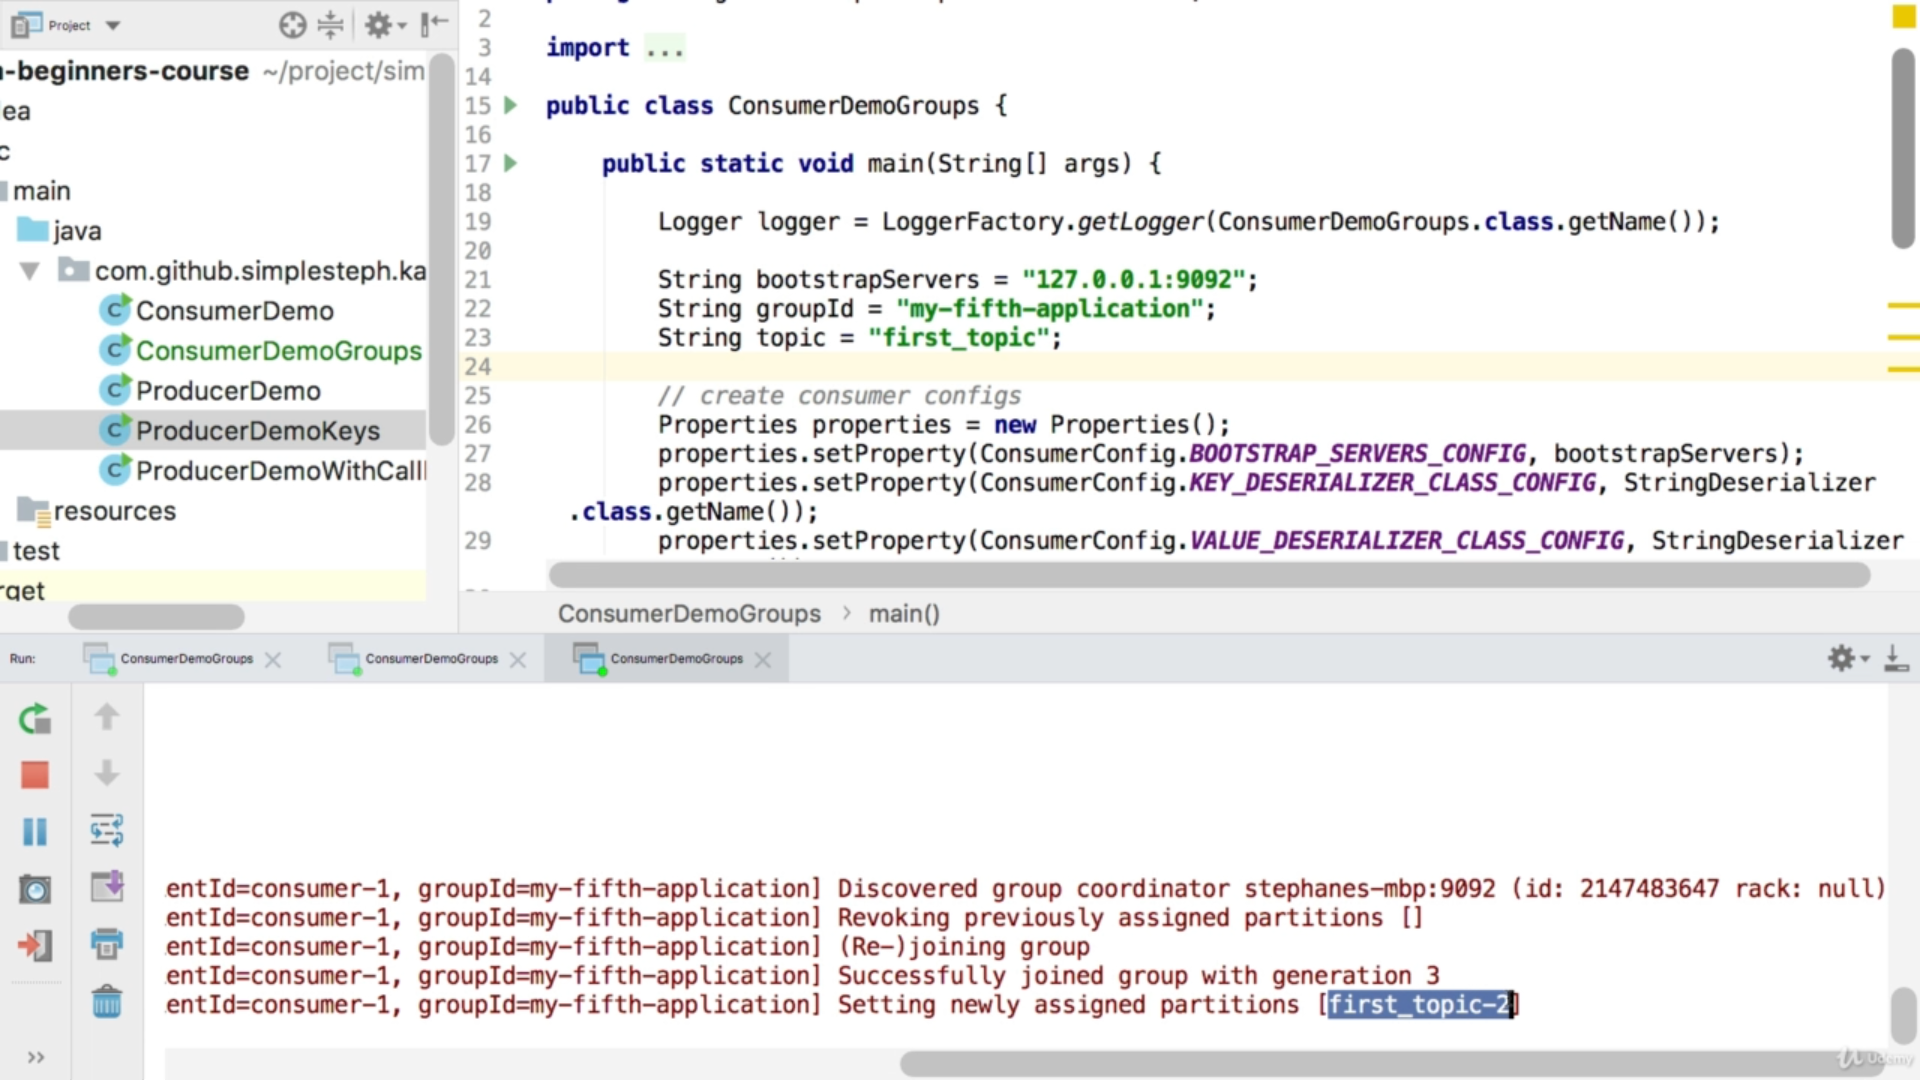 Project
-beginners-course ~/project/sim
ea
c
main
java
com.github.simplesteph.ka
ConsumerDemo
ConsumerDemoGroups
ProducerDemo
ProducerDemoKeys
ProducerDemoWithCall
resources
test
rget
2
3 import ...
14
15 public class ConsumerDemoGroups {
16
17 public static void main(String[] args) {
18
19 Logger logger = LoggerFactory.getLogger(ConsumerDemoGroups.class.getName());
20
21 String bootstrapServers = "127.0.0.1:9092";
22 String groupId = "my-fifth-application";
23 String topic = "first_topic";
24
25 // create consumer configs
26 Properties properties = new Properties();
27 properties.setProperty(ConsumerConfig.BOOTSTRAP_SERVERS_CONFIG, bootstrapServers);
28 properties.setProperty(ConsumerConfig.KEY_DESERIALIZER_CLASS_CONFIG, StringDeserializer
.class.getName());
29 properties.setProperty(ConsumerConfig.VALUE_DESERIALIZER_CLASS_CONFIG, StringDeserializer
ConsumerDemoGroups › main()
Run: ConsumerDemoGroups ConsumerDemoGroups ConsumerDemoGroups
entId=consumer-1, groupId=my-fifth-application] Discovered group coordinator stephanes-mbp:9092 (id: 2147483647 rack: null)
entId=consumer-1, groupId=my-fifth-application] Revoking previously assigned partitions []
entId=consumer-1, groupId=my-fifth-application] (Re-)joining group
entId=consumer-1, groupId=my-fifth-application] Successfully joined group with generation 3
entId=consumer-1, groupId=my-fifth-application] Setting newly assigned partitions [first_topic-2]
Udemy